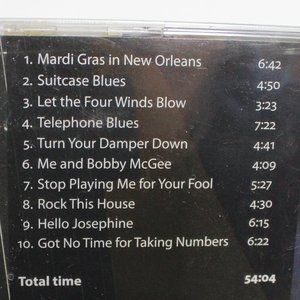 1. Mardi Gras in New Orleans 6:42
2. Suitcase Blues 4:50
3. Let the Four Winds Blow 3:23
4. Telephone Blues 7:22
5. Turn Your Damper Down 4:41
6. Me and Bobby McGee 4:09
7. Stop Playing Me for Your Fool 5:27
8. Rock This House 4:30
9. Hello Josephine 6:15
10. Got No Time for Taking Numbers 6:22
Total time 54:04